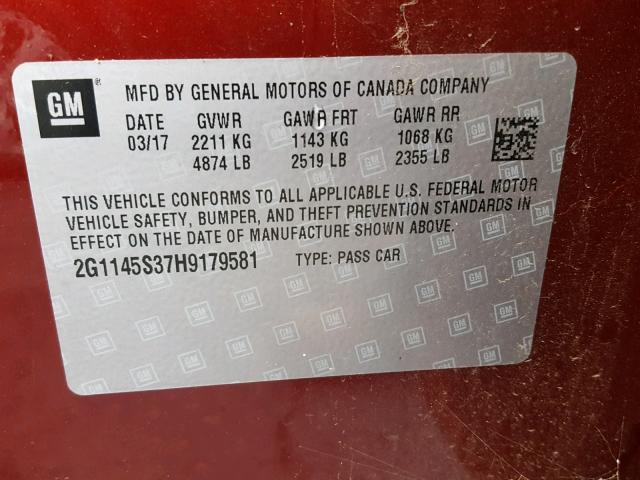 GM ® MFD BY GENERAL MOTORS OF CANADA COMPANY
DATE GVWR GAWR FRT GAWR RR
03/17 2211 KG 1143 KG 1068 KG
4874 LB 2519 LB 2355 LB
THIS VEHICLE CONFORMS TO ALL APPLICABLE U.S. FEDERAL MOTOR
VEHICLE SAFETY, BUMPER, AND THEFT PREVENTION STANDARDS IN
EFFECT ON THE DATE OF MANUFACTURE SHOWN ABOVE.
2G1145S37H9179581 TYPE: PASS CAR